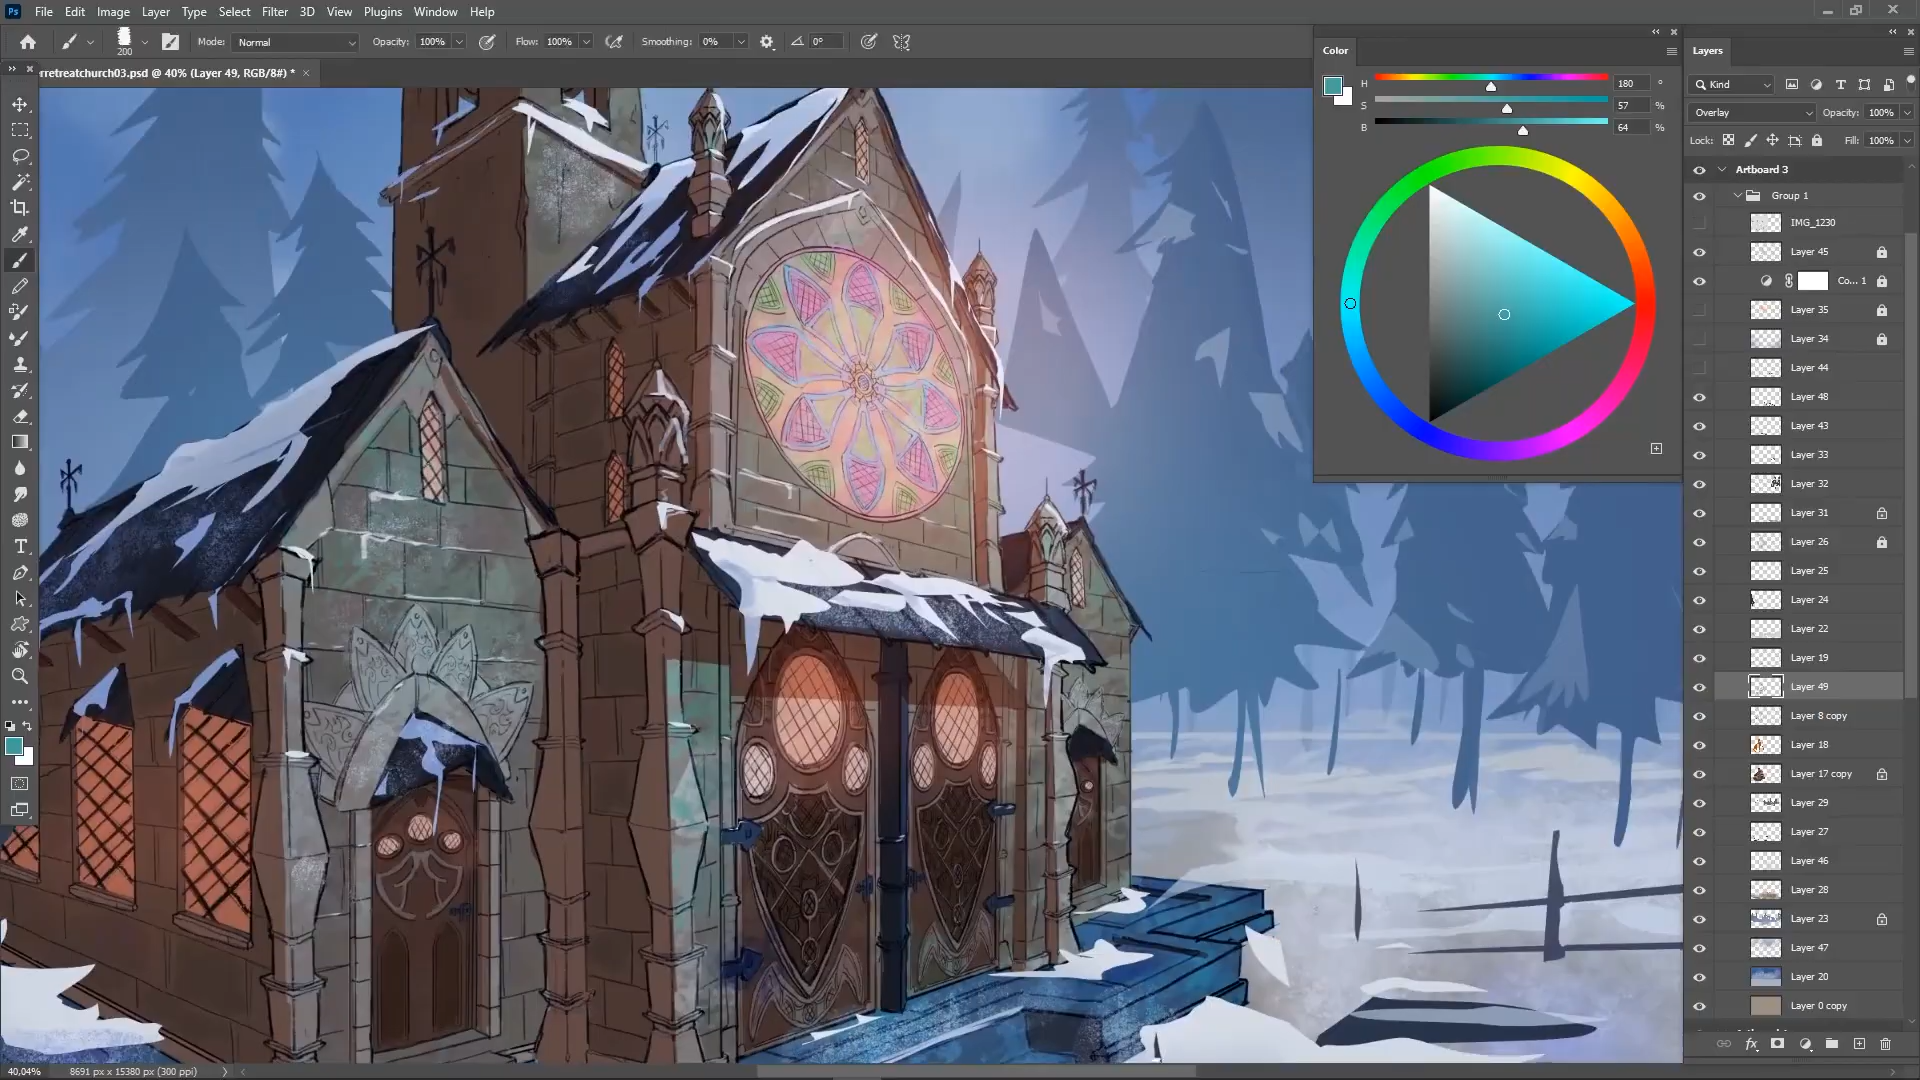 Ps File Edit Image Layer Type Select Filter 3D View Plugins Window Help
200 Mode: Normal Opacity: 100% Flow: 100% Smoothing: 0% 0°
erretreatchurch03.psd @ 40% (Layer 49, RGB/8#) * ×
Color
H 180 °
S 57 %
B 64 %
Layers
Kind
Overlay Opacity: 100%
Lock: Fill: 100%
Artboard 3
Group 1
IMG_1230
Layer 45
Co... 1
Layer 35
Layer 34
Layer 44
Layer 48
Layer 43
Layer 33
Layer 32
Layer 31
Layer 26
Layer 25
Layer 24
Layer 22
Layer 19
Layer 49
Layer 8 copy
Layer 18
Layer 17 copy
Layer 29
Layer 27
Layer 46
Layer 28
Layer 23
Layer 47
Layer 20
Layer 0 copy
fx
40,04% 8691 px x 15380 px (300 ppi)